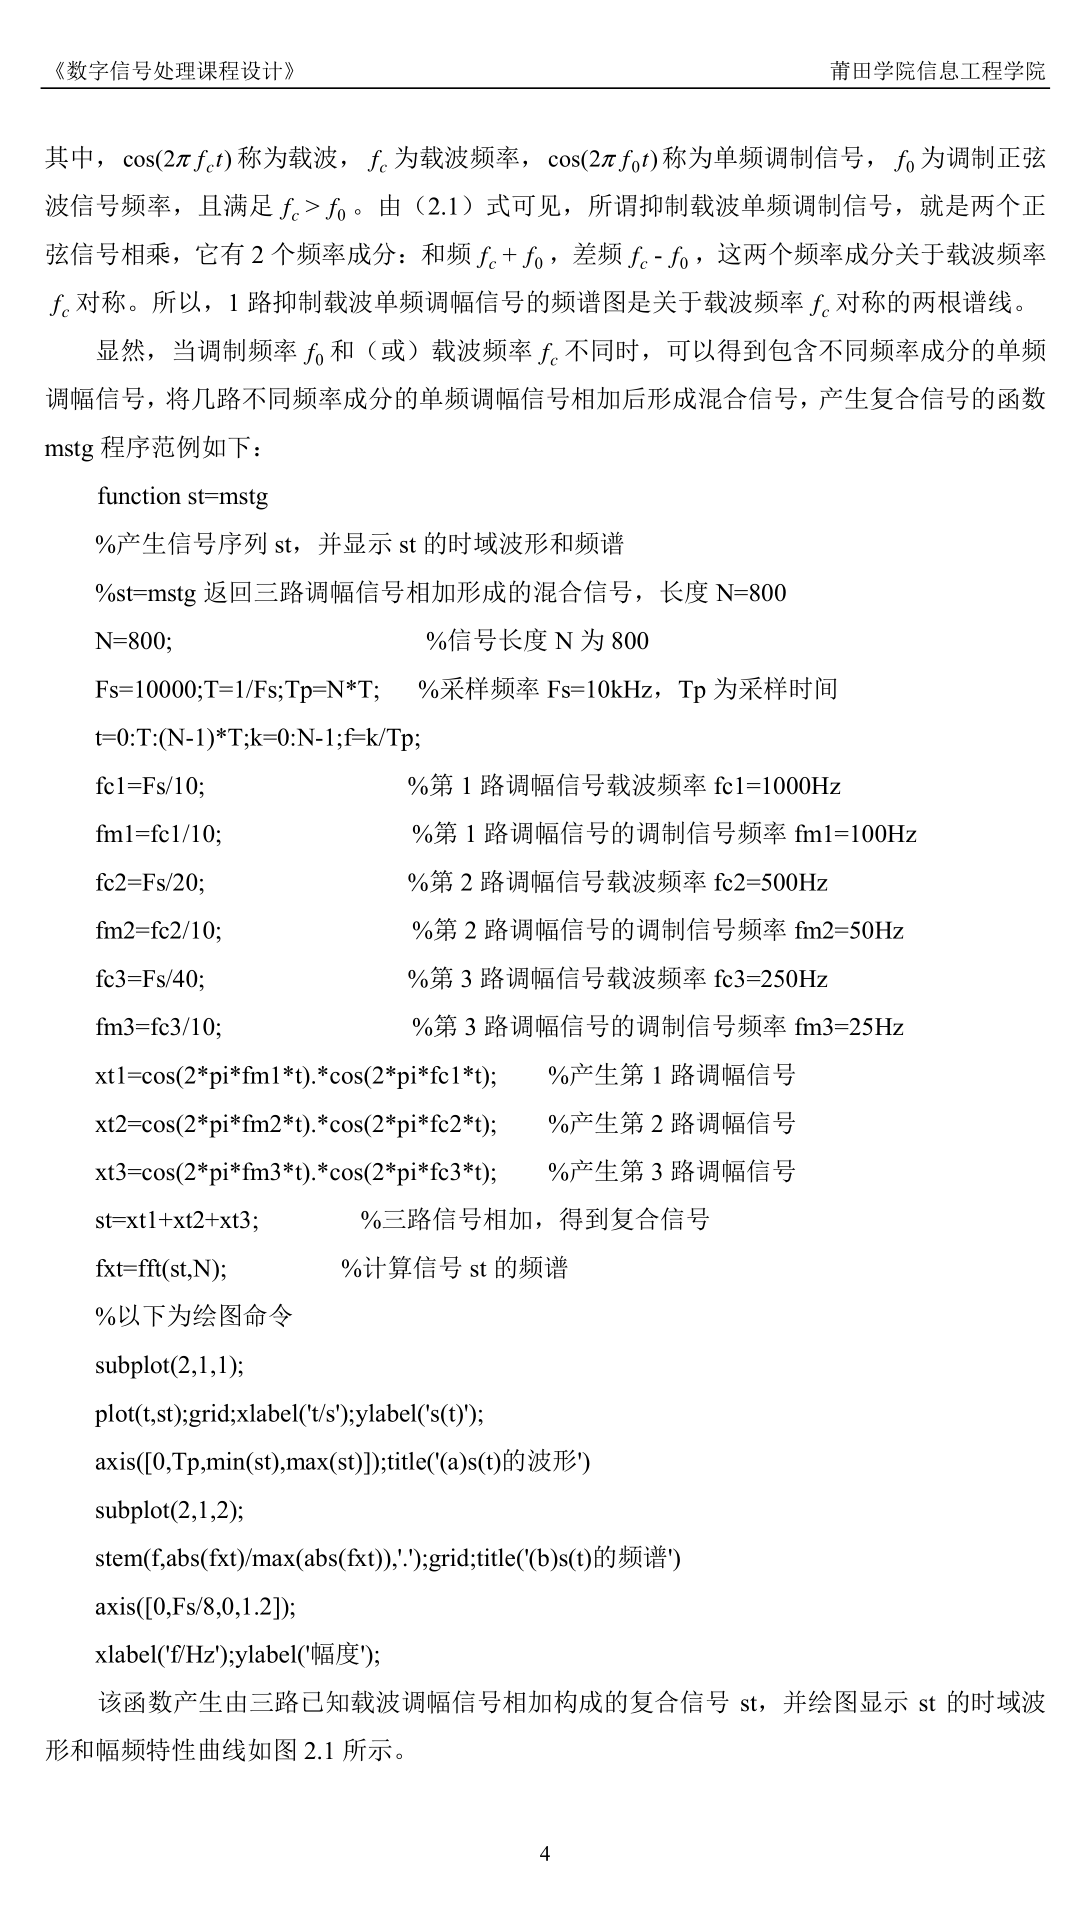 《数字信号处理课程设计》 莆田学院信息工程学院
其中，cos(2π f_c t)称为载波，f_c 为载波频率，cos(2π f_0 t)称为单频调制信号，f_0 为调制正弦
波信号频率，且满足 f_c > f_0 。由（2.1）式可见，所谓抑制载波单频调制信号，就是两个正
弦信号相乘，它有 2 个频率成分：和频 f_c + f_0 ，差频 f_c - f_0 ，这两个频率成分关于载波频率
f_c 对称。所以，1 路抑制载波单频调幅信号的频谱图是关于载波频率 f_c 对称的两根谱线。
显然，当调制频率 f_0 和（或）载波频率 f_c 不同时，可以得到包含不同频率成分的单频
调幅信号，将几路不同频率成分的单频调幅信号相加后形成混合信号，产生复合信号的函数
mstg 程序范例如下：
function st=mstg
%产生信号序列 st，并显示 st 的时域波形和频谱
%st=mstg 返回三路调幅信号相加形成的混合信号，长度 N=800
N=800; %信号长度 N 为 800
Fs=10000;T=1/Fs;Tp=N*T; %采样频率 Fs=10kHz，Tp 为采样时间
t=0:T:(N-1)*T;k=0:N-1;f=k/Tp;
fc1=Fs/10; %第 1 路调幅信号载波频率 fc1=1000Hz
fm1=fc1/10; %第 1 路调幅信号的调制信号频率 fm1=100Hz
fc2=Fs/20; %第 2 路调幅信号载波频率 fc2=500Hz
fm2=fc2/10; %第 2 路调幅信号的调制信号频率 fm2=50Hz
fc3=Fs/40; %第 3 路调幅信号载波频率 fc3=250Hz
fm3=fc3/10; %第 3 路调幅信号的调制信号频率 fm3=25Hz
xt1=cos(2*pi*fm1*t).*cos(2*pi*fc1*t); %产生第 1 路调幅信号
xt2=cos(2*pi*fm2*t).*cos(2*pi*fc2*t); %产生第 2 路调幅信号
xt3=cos(2*pi*fm3*t).*cos(2*pi*fc3*t); %产生第 3 路调幅信号
st=xt1+xt2+xt3; %三路信号相加，得到复合信号
fxt=fft(st,N); %计算信号 st 的频谱
%以下为绘图命令
subplot(2,1,1);
plot(t,st);grid;xlabel('t/s');ylabel('s(t)');
axis([0,Tp,min(st),max(st)]);title('(a)s(t)的波形')
subplot(2,1,2);
stem(f,abs(fxt)/max(abs(fxt)),'.');grid;title('(b)s(t)的频谱')
axis([0,Fs/8,0,1.2]);
xlabel('f/Hz');ylabel('幅度');
该函数产生由三路已知载波调幅信号相加构成的复合信号 st，并绘图显示 st 的时域波
形和幅频特性曲线如图 2.1 所示。
4